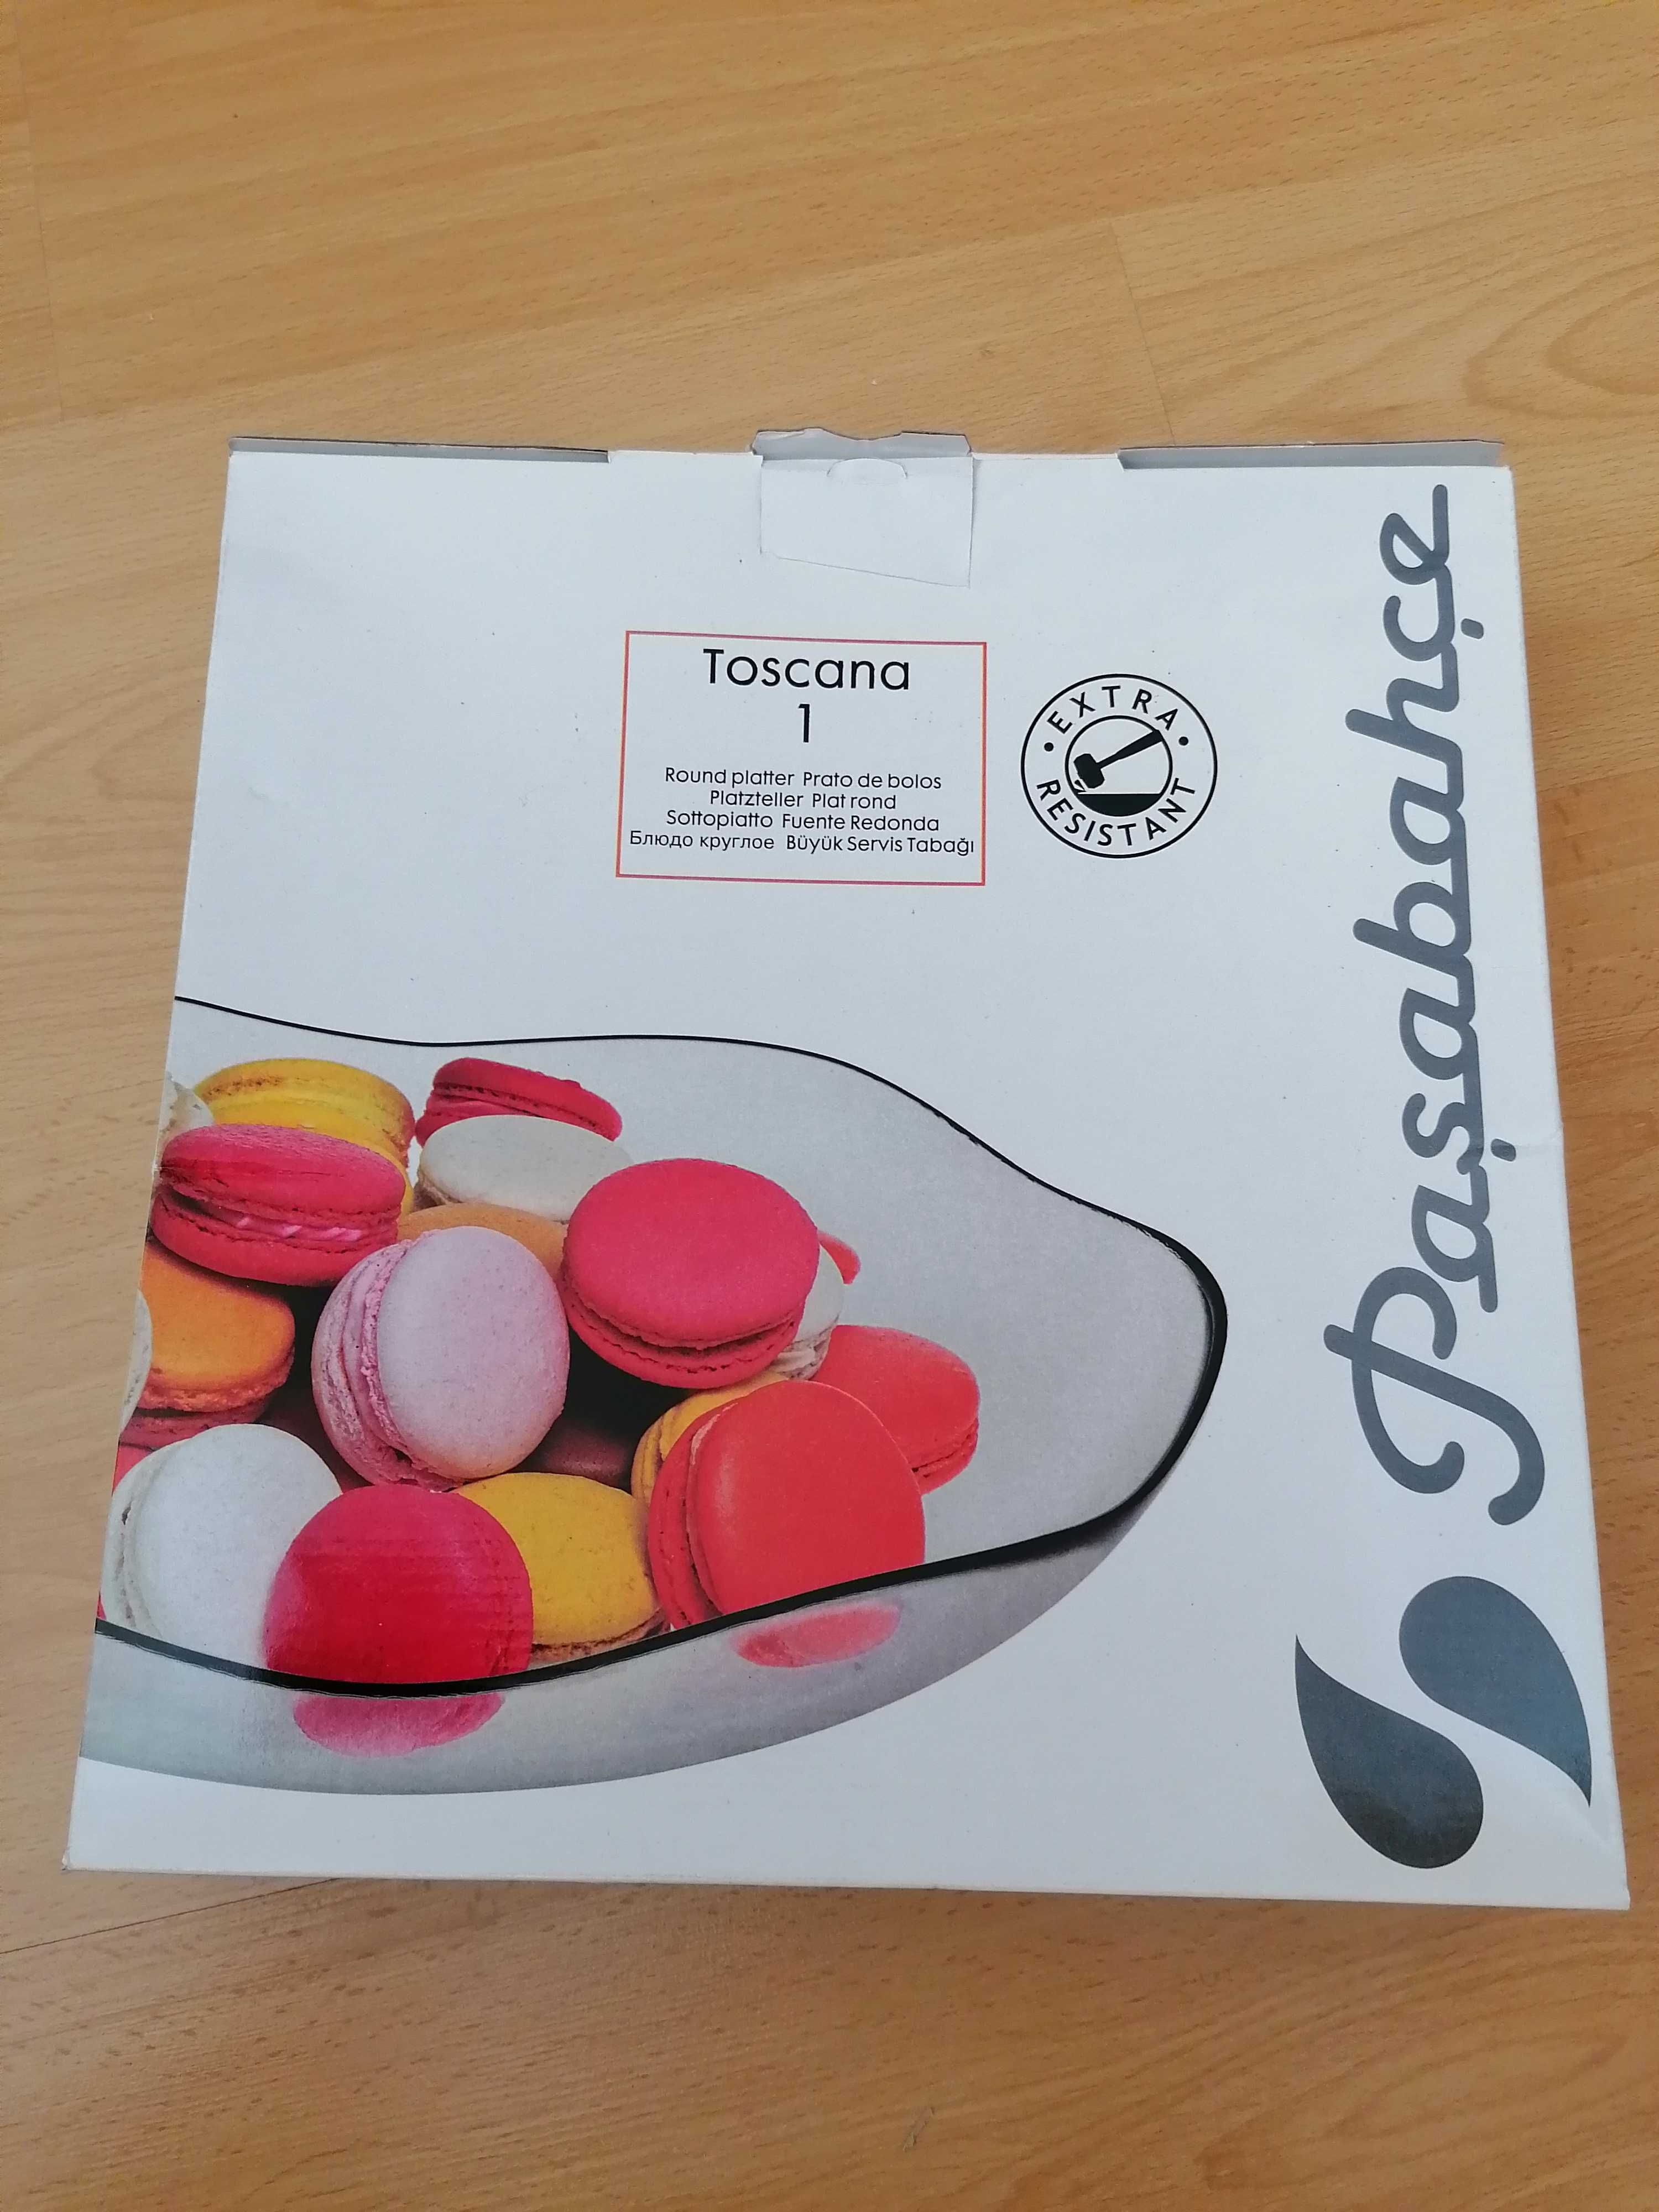 Toscana
1
Round platter Prato de bolos
Platzteller Plat rond
Sottopiatto Fuente Redonda
Блюдо круглое Büyük Servis Tabağı
EXTRA
RESISTANT
Paşabahçe